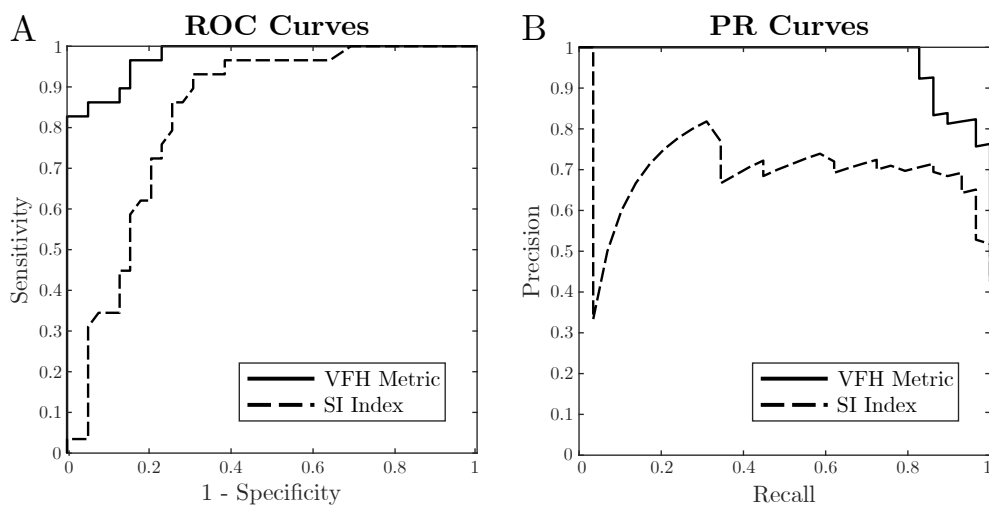 A
ROC Curves
1
0.9
0.8
0.7
0.6
0.5
0.4
0.3
0.2
0.1
0
Sensitivity
VFH Metric
SI Index
0 0.2 0.4 0.6 0.8 1
1 - Specificity
B
PR Curves
1
0.9
0.8
0.7
0.6
0.5
0.4
0.3
0.2
0.1
0
Precision
VFH Metric
SI Index
0 0.2 0.4 0.6 0.8 1
Recall